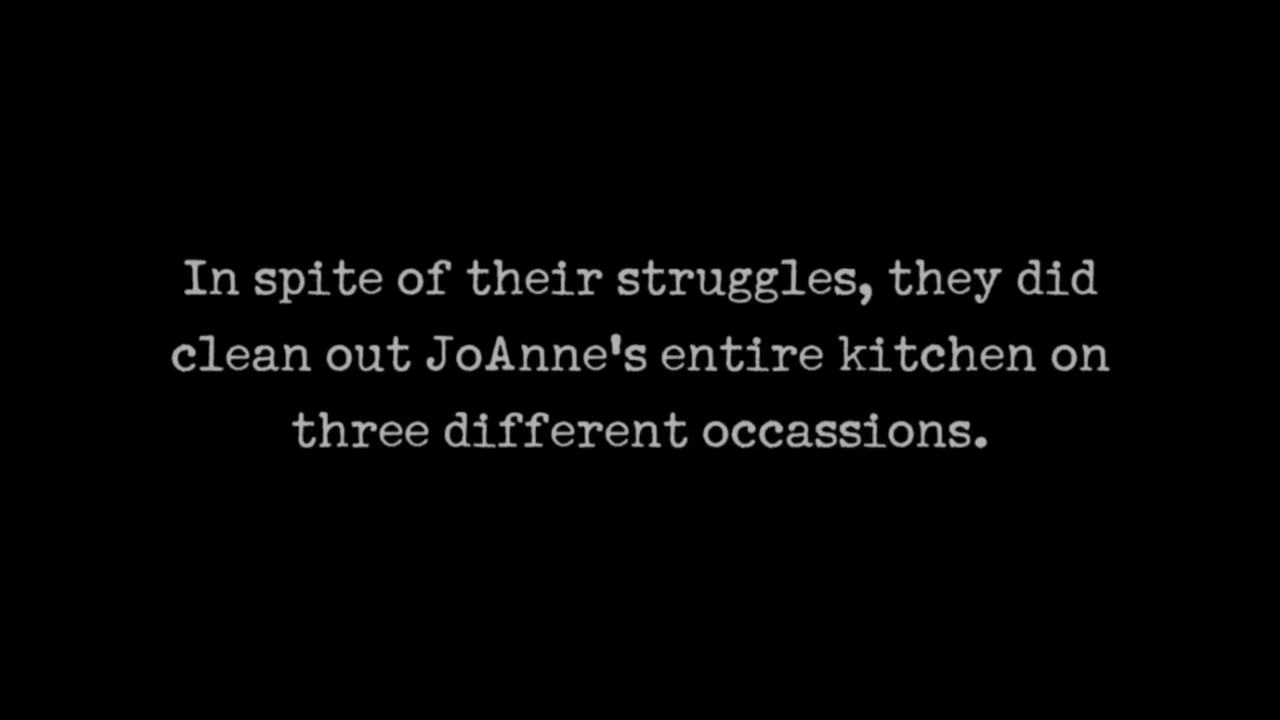 In spite of their struggles, they did
clean out JoAnne's entire kitchen on
three different occassions.